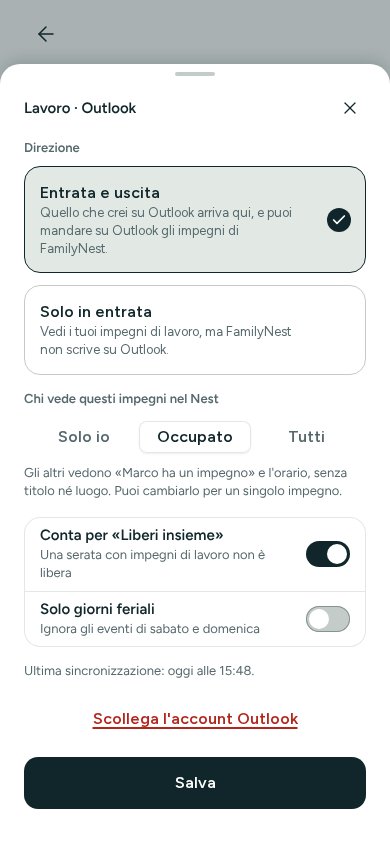 Lavoro · Outlook
Direzione
Entrata e uscita
Quello che crei su Outlook arriva qui, e puoi
mandare su Outlook gli impegni di
FamilyNest.
Solo in entrata
Vedi i tuoi impegni di lavoro, ma FamilyNest
non scrive su Outlook.
Chi vede questi impegni nel Nest
Solo io
Occupato
Tutti
Gli altri vedono «Marco ha un impegno» e l'orario, senza
titolo né luogo. Puoi cambiarlo per un singolo impegno.
Conta per «Liberi insieme»
Una serata con impegni di lavoro non è
libera
Solo giorni feriali
Ignora gli eventi di sabato e domenica
Ultima sincronizzazione: oggi alle 15:48.
Scollega l'account Outlook
Salva